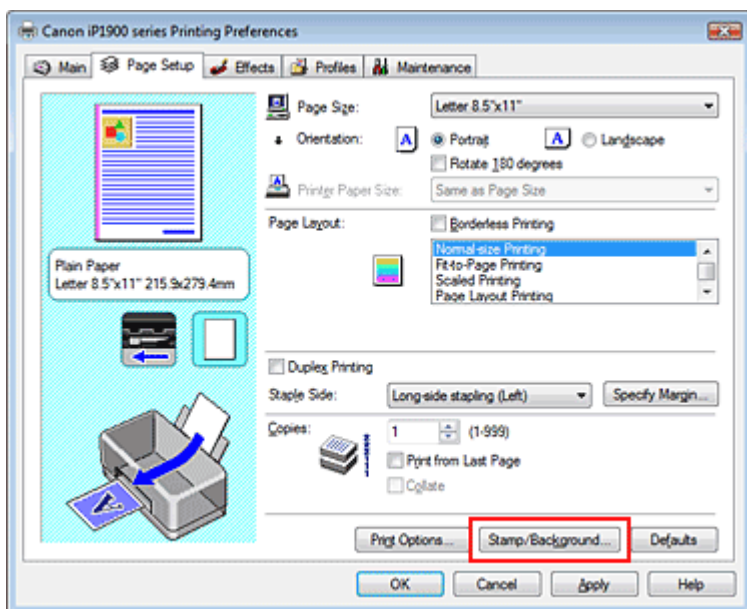 Canon iP1900 series Printing Preferences
Main Page Setup Effects Profiles Maintenance
Page Size: Letter 8.5"x11"
Orientation: A Portrait A Landscape
Rotate 180 degrees
Printer Paper Size: Same as Page Size
Page Layout: Borderless Printing
Normal-size Printing
Fit-to-Page Printing
Scaled Printing
Page Layout Printing
Plain Paper
Letter 8.5"x11" 215.9x279.4mm
Duplex Printing
Staple Side: Long-side stapling (Left) Specify Margin...
Copies: 1 (1-999)
Print from Last Page
Collate
Print Options... Stamp/Background... Defaults
OK Cancel Apply Help